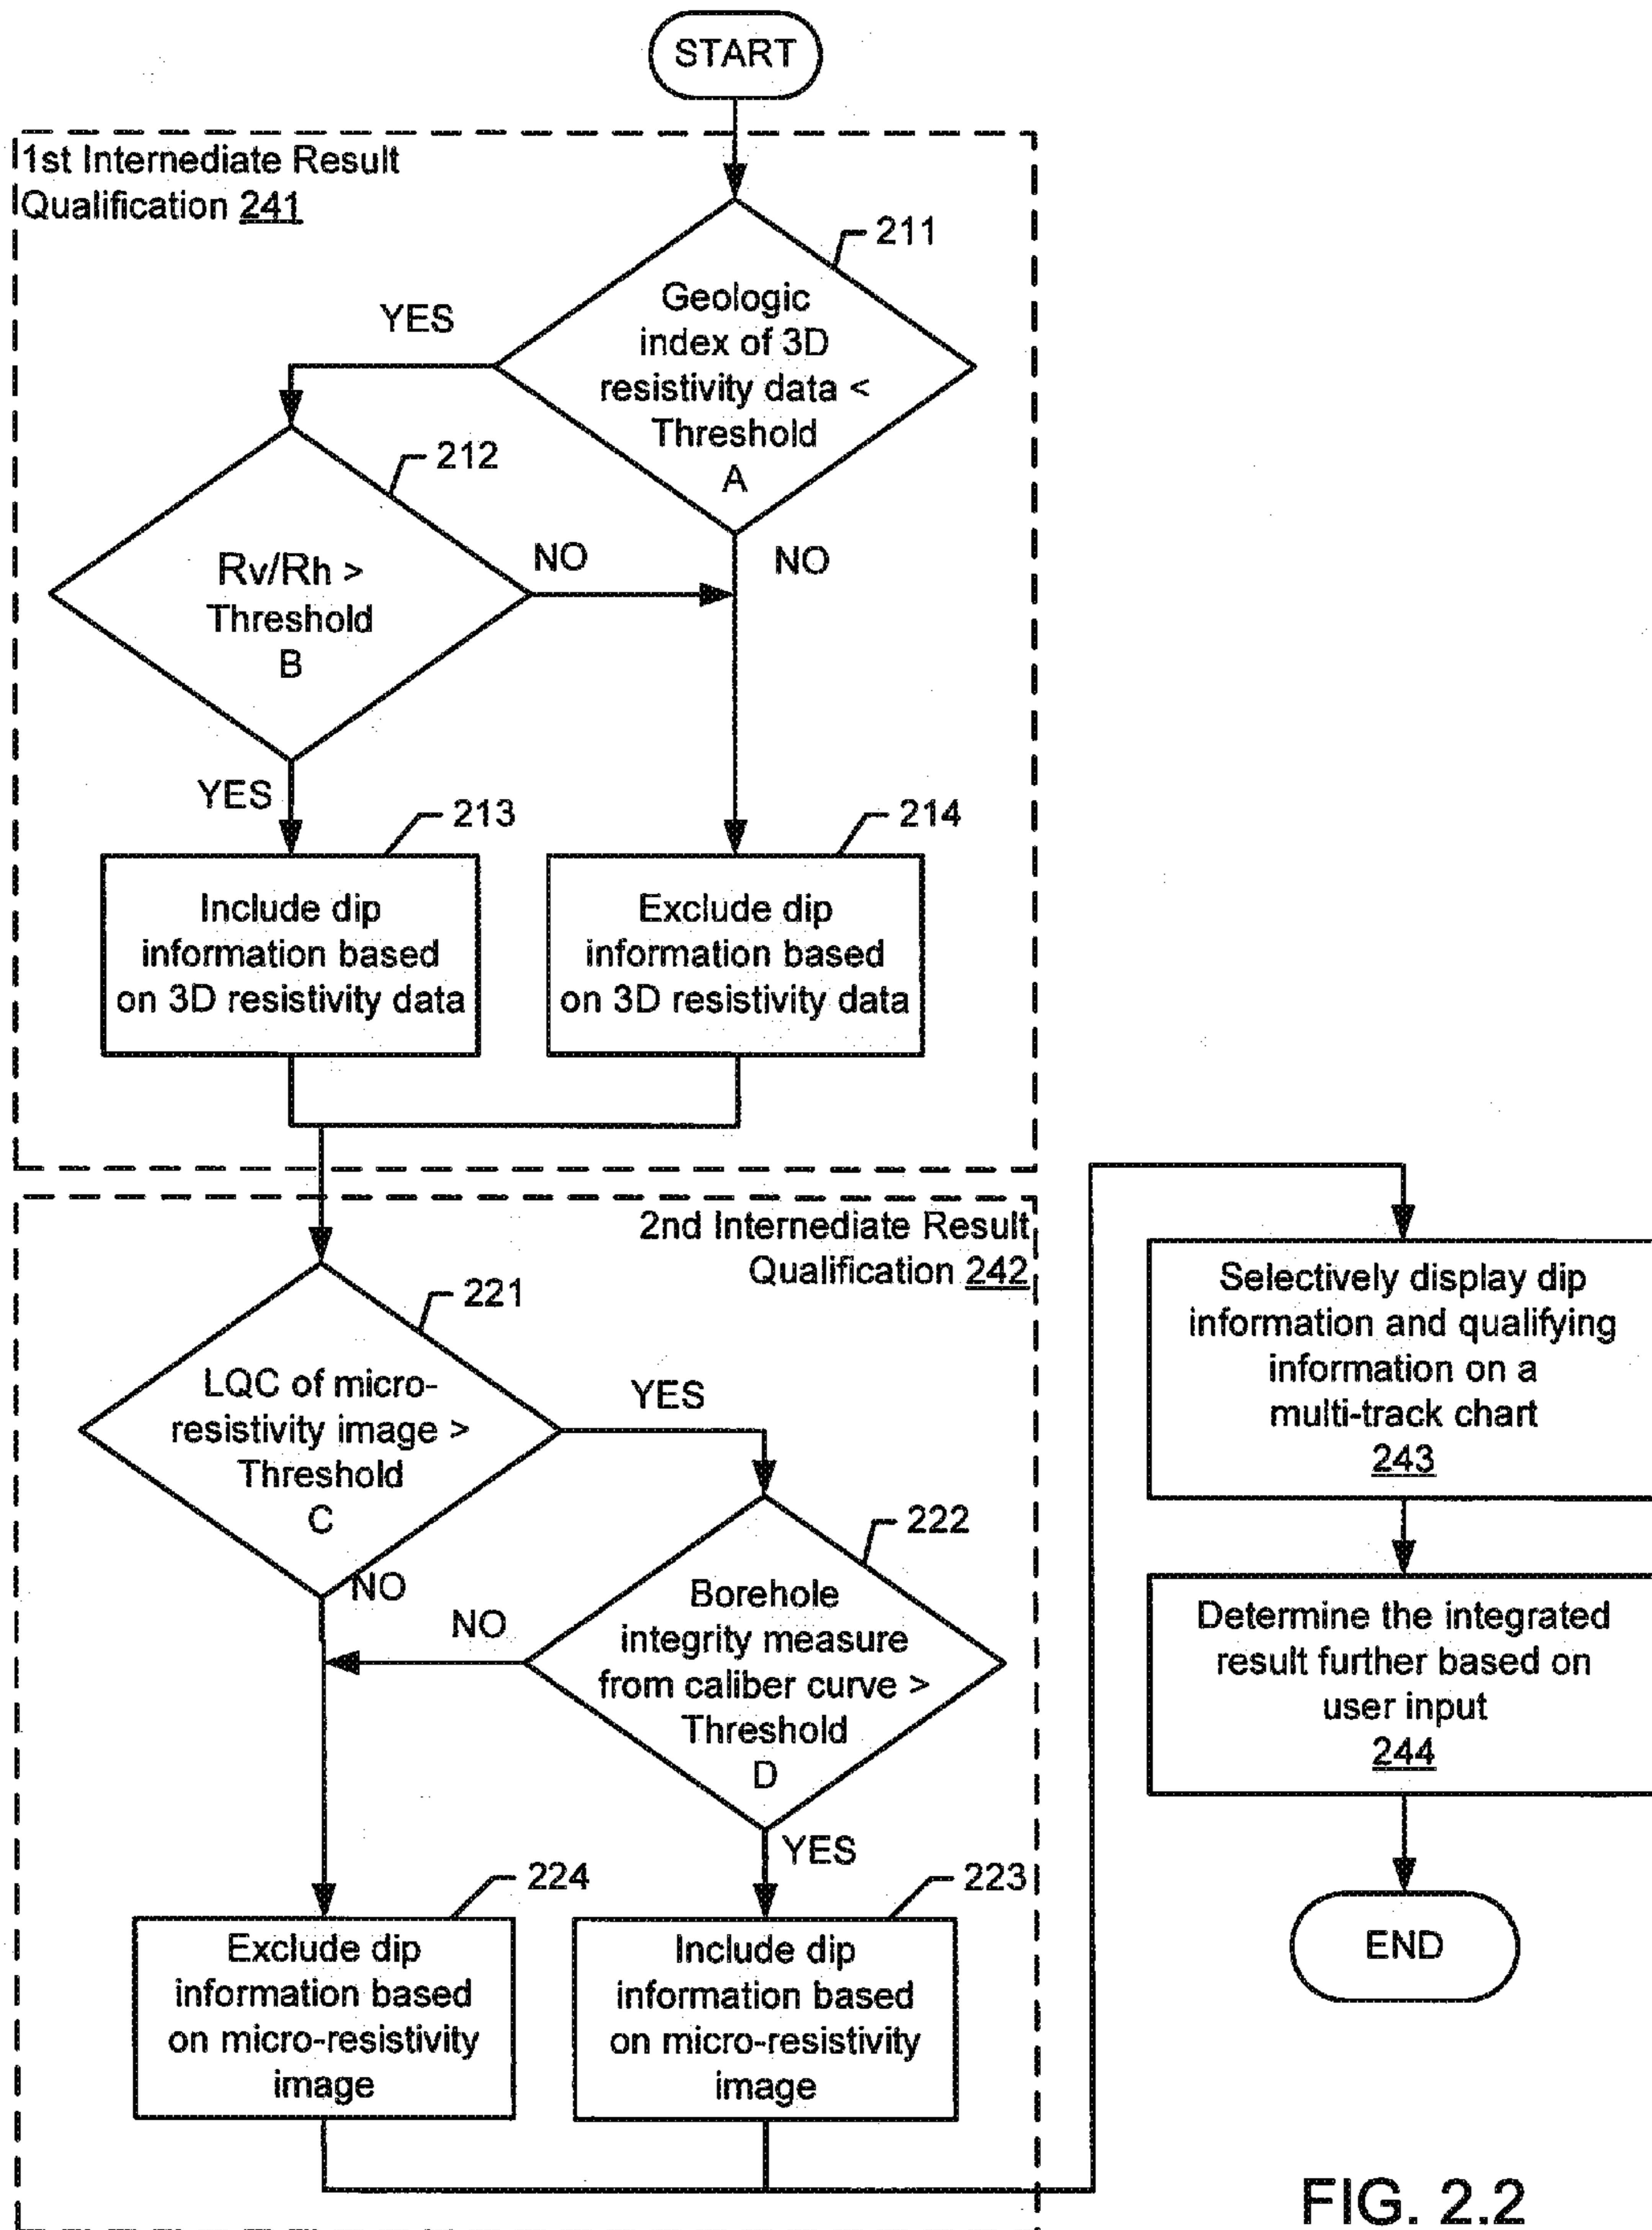 START
1st Internediate Result
Qualification 241
211
Geologic
index of 3D
resistivity data <
Threshold
A
YES
NO
212
Rv/Rh >
Threshold
B
NO
YES
213
Include dip
information based
on 3D resistivity data
214
Exclude dip
information based
on 3D resistivity data
2nd Internediate Result
Qualification 242
221
LQC of micro-
resistivity image >
Threshold
C
YES
NO
222
Borehole
integrity measure
from caliber curve >
Threshold
D
NO
YES
224
Exclude dip
information based
on micro-resistivity
image
223
Include dip
information based
on micro-resistivity
image
Selectively display dip
information and qualifying
information on a
multi-track chart
243
Determine the integrated
result further based on
user input
244
END
FIG. 2.2